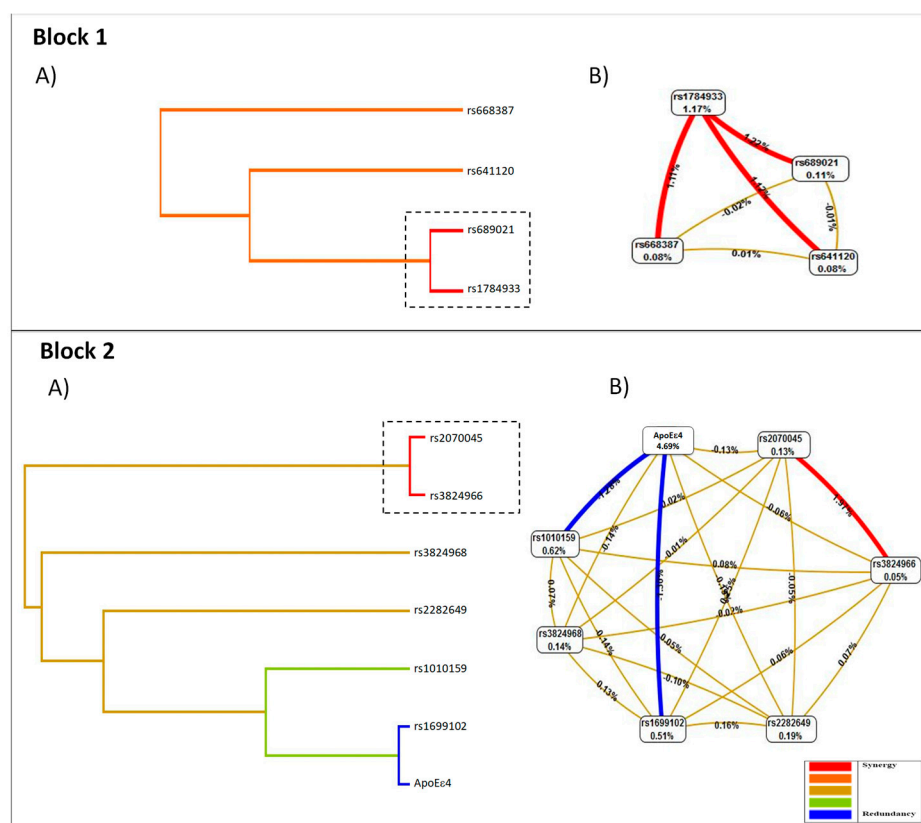 Block 1
A)
B)
rs668387
rs641120
rs689021
rs1784933
rs1784933
1.17%
1.22%
rs689021
0.11%
1.11%
1.17%
-0.02%
-0.01%
rs668387
0.08%
0.01%
rs641120
0.08%
Block 2
A)
B)
rs2070045
rs3824966
rs3824968
rs2282649
rs1010159
rs1699102
ApoEε4
ApoEε4
4.69%
-0.13%
rs2070045
0.13%
0.02%
1.97%
0.06%
rs1010159
0.62%
-0.14%
-0.01%
0.08%
rs3824966
0.05%
0.07%
-0.05%
0.02%
rs3824968
0.14%
0.14%
0.05%
0.06%
0.07%
0.13%
-0.10%
rs1699102
0.51%
0.16%
rs2282649
0.19%
Synergy
Redundancy